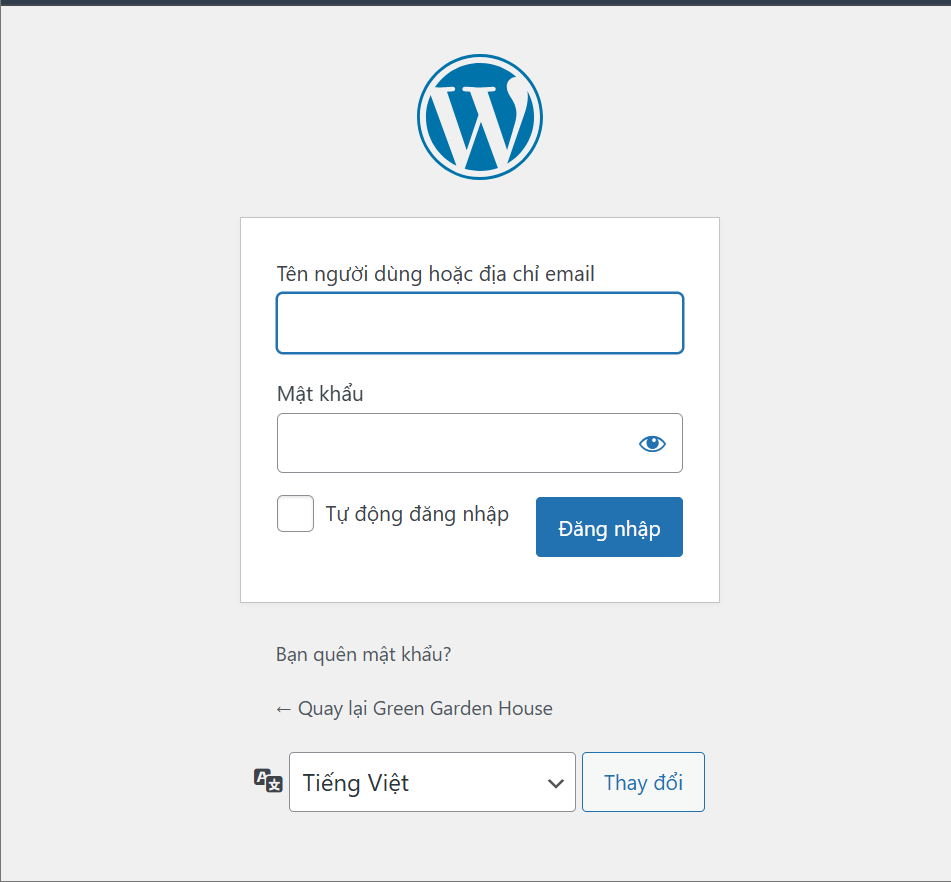 Tên người dùng hoặc địa chỉ email
Mật khẩu
Tự động đăng nhập
Đăng nhập
Bạn quên mật khẩu?
← Quay lại Green Garden House
Tiếng Việt
Thay đổi